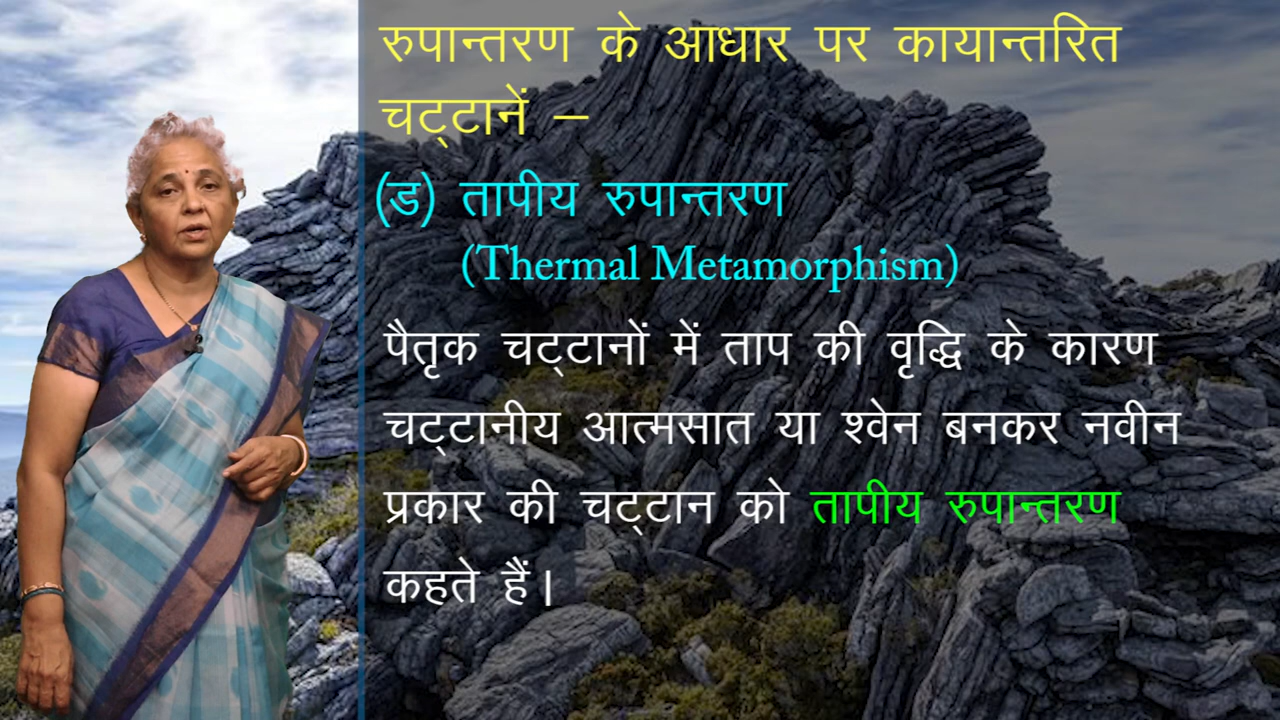 रुपान्तरण के आधार पर कायान्तरित
चट्टानें –
(ड) तापीय रुपान्तरण
(Thermal Metamorphism)
पैतृक चट्टानों में ताप की वृद्धि के कारण
चट्टानीय आत्मसात या श्वेन बनकर नवीन
प्रकार की चट्टान को तापीय रुपान्तरण
कहते हैं।